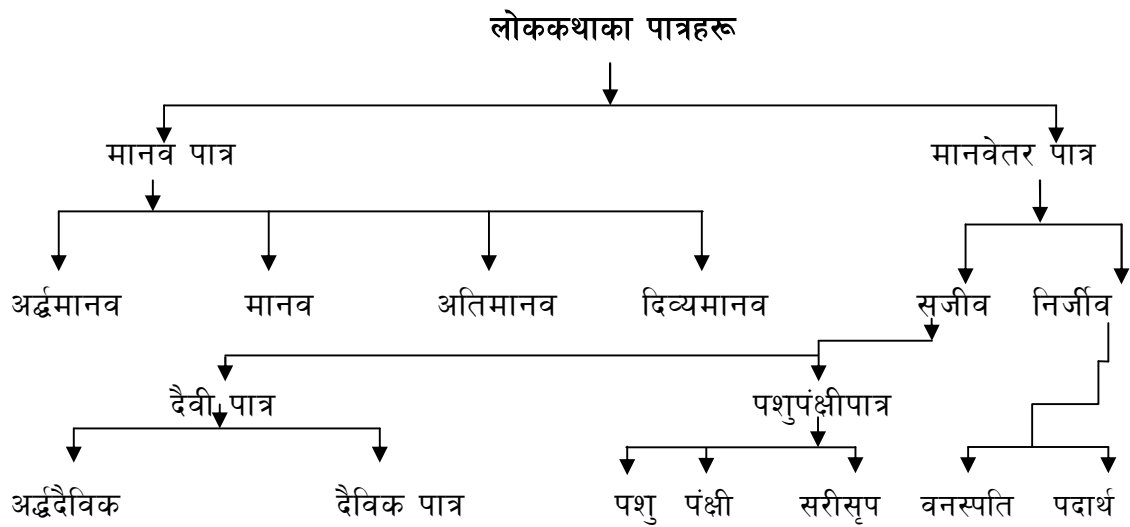 लोककथाका पात्रहरू
मानव पात्र मानवेतर पात्र
अर्द्धमानव मानव अतिमानव दिव्यमानव सजीव निर्जीव
दैवी पात्र पशुपंक्षीपात्र
अर्द्धदैविक दैविक पात्र पशु पंक्षी सरीसृप वनस्पति पदार्थ